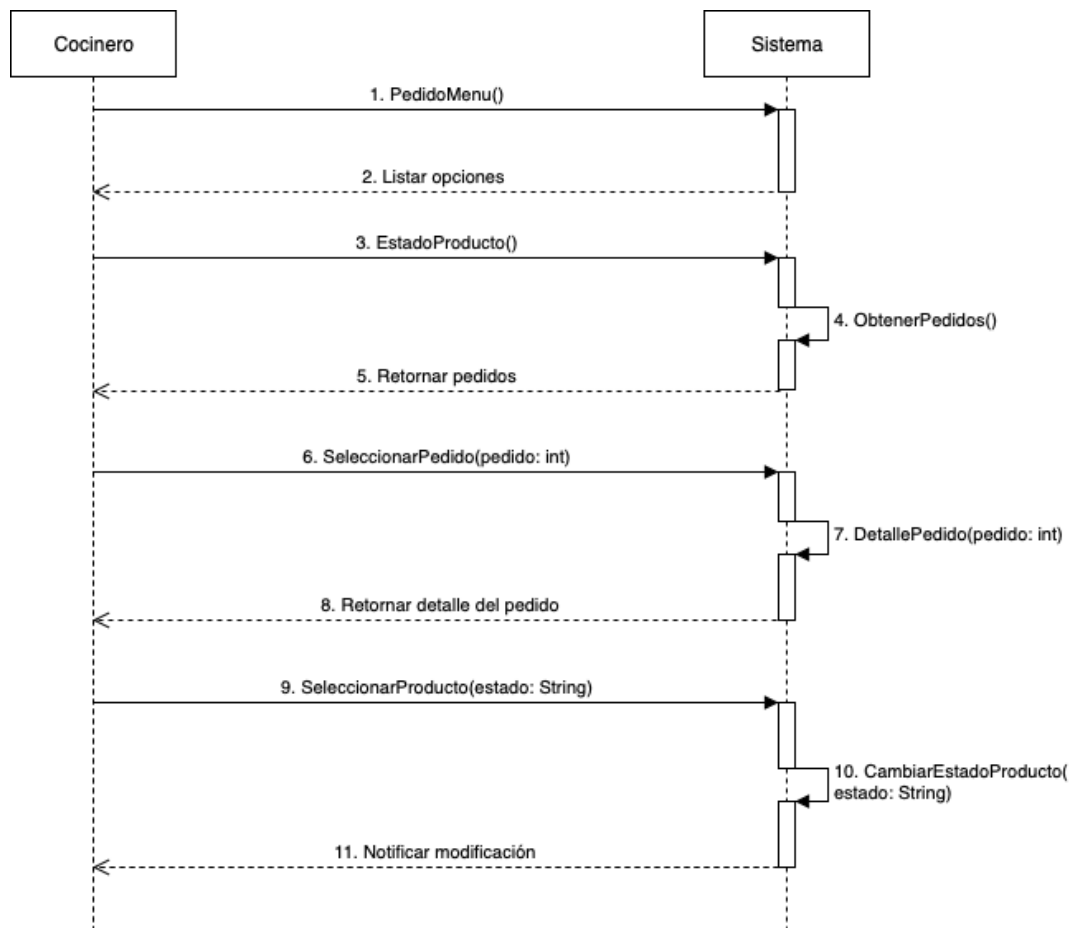 Cocinero
Sistema
1. PedidoMenu()
2. Listar opciones
3. EstadoProducto()
4. ObtenerPedidos()
5. Retornar pedidos
6. SeleccionarPedido(pedido: int)
7. DetallePedido(pedido: int)
8. Retornar detalle del pedido
9. SeleccionarProducto(estado: String)
10. CambiarEstadoProducto(
estado: String)
11. Notificar modificación